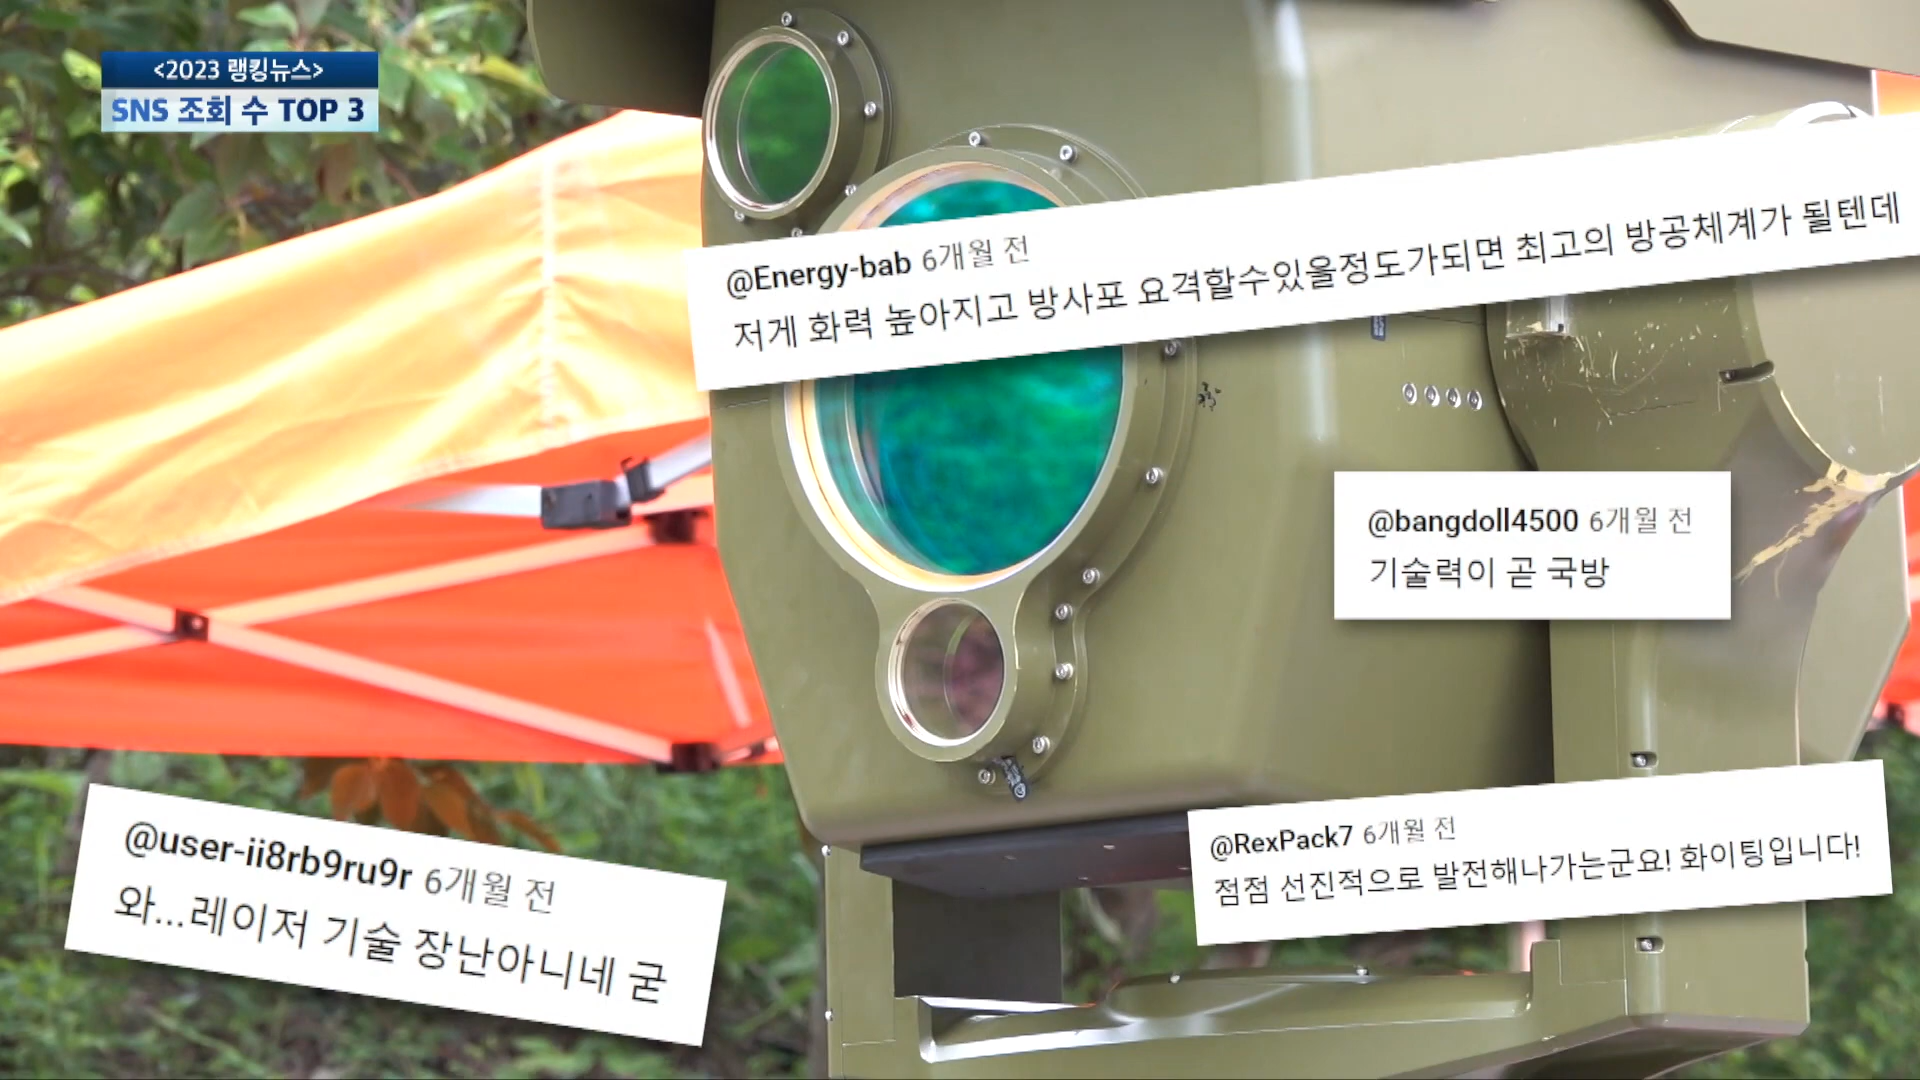 <2023 랭킹뉴스>
SNS 조회 수 TOP 3
@Energy-bab 6개월 전
저게 화력 높아지고 방사포 요격할수있을정도가되면 최고의 방공체계가 될텐데
@bangdoll4500 6개월 전
기술력이 곧 국방
@RexPack7 6개월 전
점점 선진적으로 발전해나가는군요! 화이팅입니다!
@user-ii8rb9ru9r 6개월 전
와...레이저 기술 장난아니네 굳